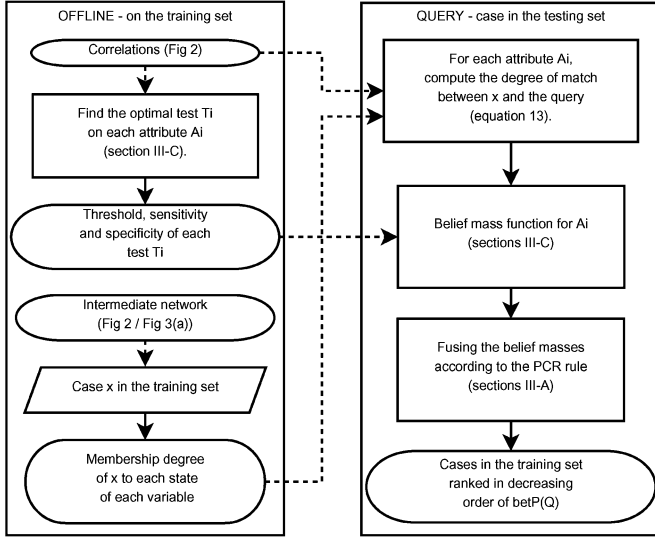 OFFLINE - on the training set
Correlations (Fig 2)
Find the optimal test Ti
on each attribute Ai
(section III-C).
Threshold, sensitivity
and specificity of each
test Ti
Intermediate network
(Fig 2 / Fig 3(a))
Case x in the training set
Membership degree
of x to each state
of each variable
QUERY - case in the testing set
For each attribute Ai,
compute the degree of match
between x and the query
(equation 13).
Belief mass function for Ai
(sections III-C)
Fusing the belief masses
according to the PCR rule
(sections III-A)
Cases in the training set
ranked in decreasing
order of betP(Q)